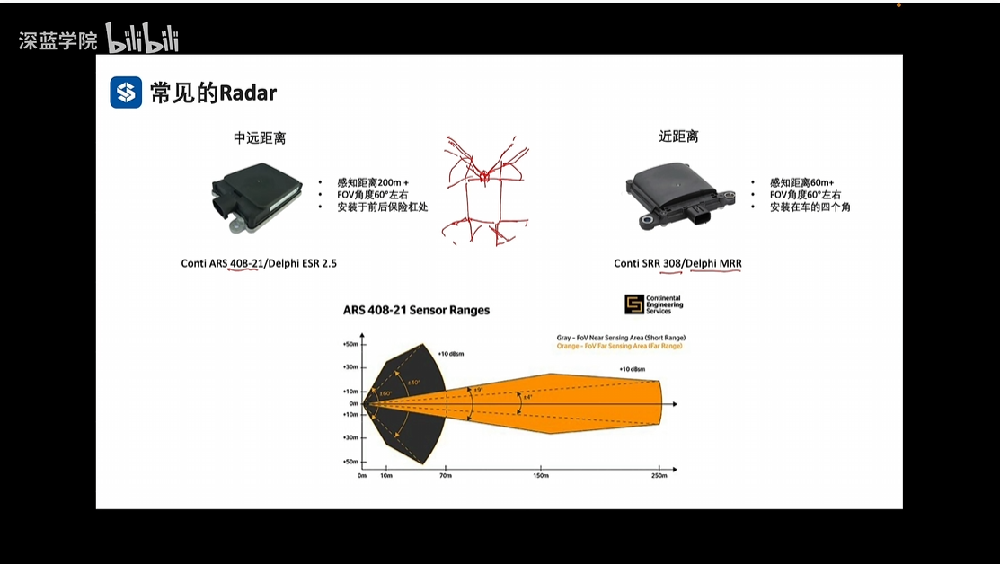 深蓝学院 bilibili
常见的Radar
中远距离
感知距离200m +
FOV角度60°左右
安装于前后保险杠处
Conti ARS 408-21/Delphi ESR 2.5
近距离
感知距离60m+
FOV角度60°左右
安装在车的四个角
Conti SRR 308/Delphi MRR
ARS 408-21 Sensor Ranges
Continental
Engineering
Services
Gray – FoV Near Sensing Area (Short Range)
Orange – FoV Far Sensing Area (Far Range)
+50m
+30m
+10m
0m
+10m
+30m
+50m
+10 dBsm
+10 dBsm
±60°
±40°
±9°
±4°
0m
10m
70m
150m
250m